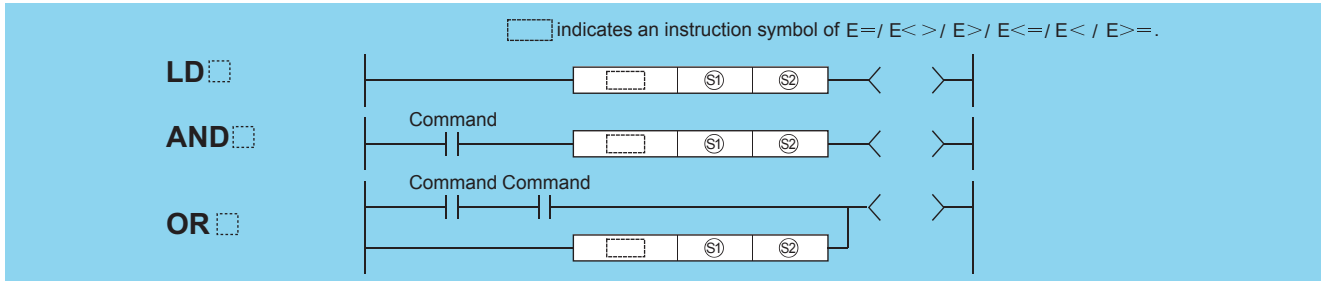 indicates an instruction symbol of E=/ E< >/ E>/ E<=/ E< / E>=.
LD
S1 S2
Command
AND
S1 S2
Command Command
OR
S1 S2